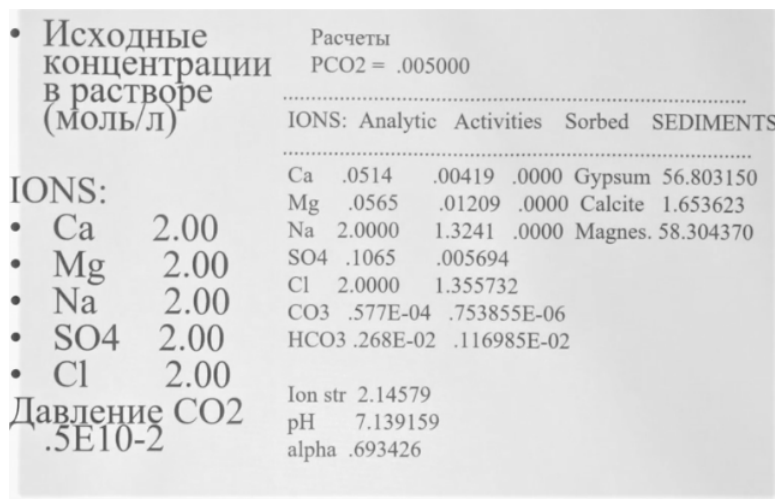 • Исходные
концентрации
в растворе
(моль/л)
IONS:
• Ca 2.00
• Mg 2.00
• Na 2.00
• SO4 2.00
• Cl 2.00
Давление CO2
.5E10-2
Расчеты
PCO2 = .005000
IONS: Analytic Activities Sorbed SEDIMENTS
Ca .0514 .00419 .0000 Gypsum 56.803150
Mg .0565 .01209 .0000 Calcite 1.653623
Na 2.0000 1.3241 .0000 Magnes. 58.304370
SO4 .1065 .005694
Cl 2.0000 1.355732
CO3 .577E-04 .753855E-06
HCO3 .268E-02 .116985E-02
Ion str 2.14579
pH 7.139159
alpha .693426